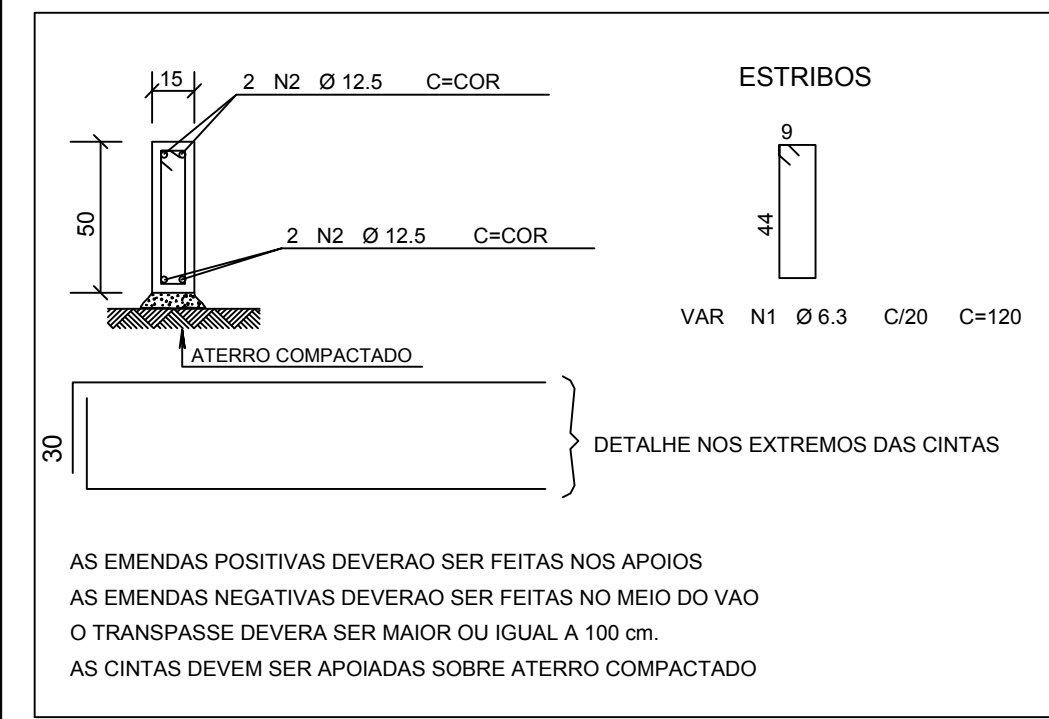 15
2 N2 Ø 12.5 C=COR
50
2 N2 Ø 12.5 C=COR
ATERRO COMPACTADO
ESTRIBOS
9
44
VAR N1 Ø 6.3 C/20 C=120
30
DETALHE NOS EXTREMOS DAS CINTAS
AS EMENDAS POSITIVAS DEVERAO SER FEITAS NOS APOIOS
AS EMENDAS NEGATIVAS DEVERAO SER FEITAS NO MEIO DO VAO
O TRANSPASSE DEVERA SER MAIOR OU IGUAL A 100 cm.
AS CINTAS DEVEM SER APOIADAS SOBRE ATERRO COMPACTADO